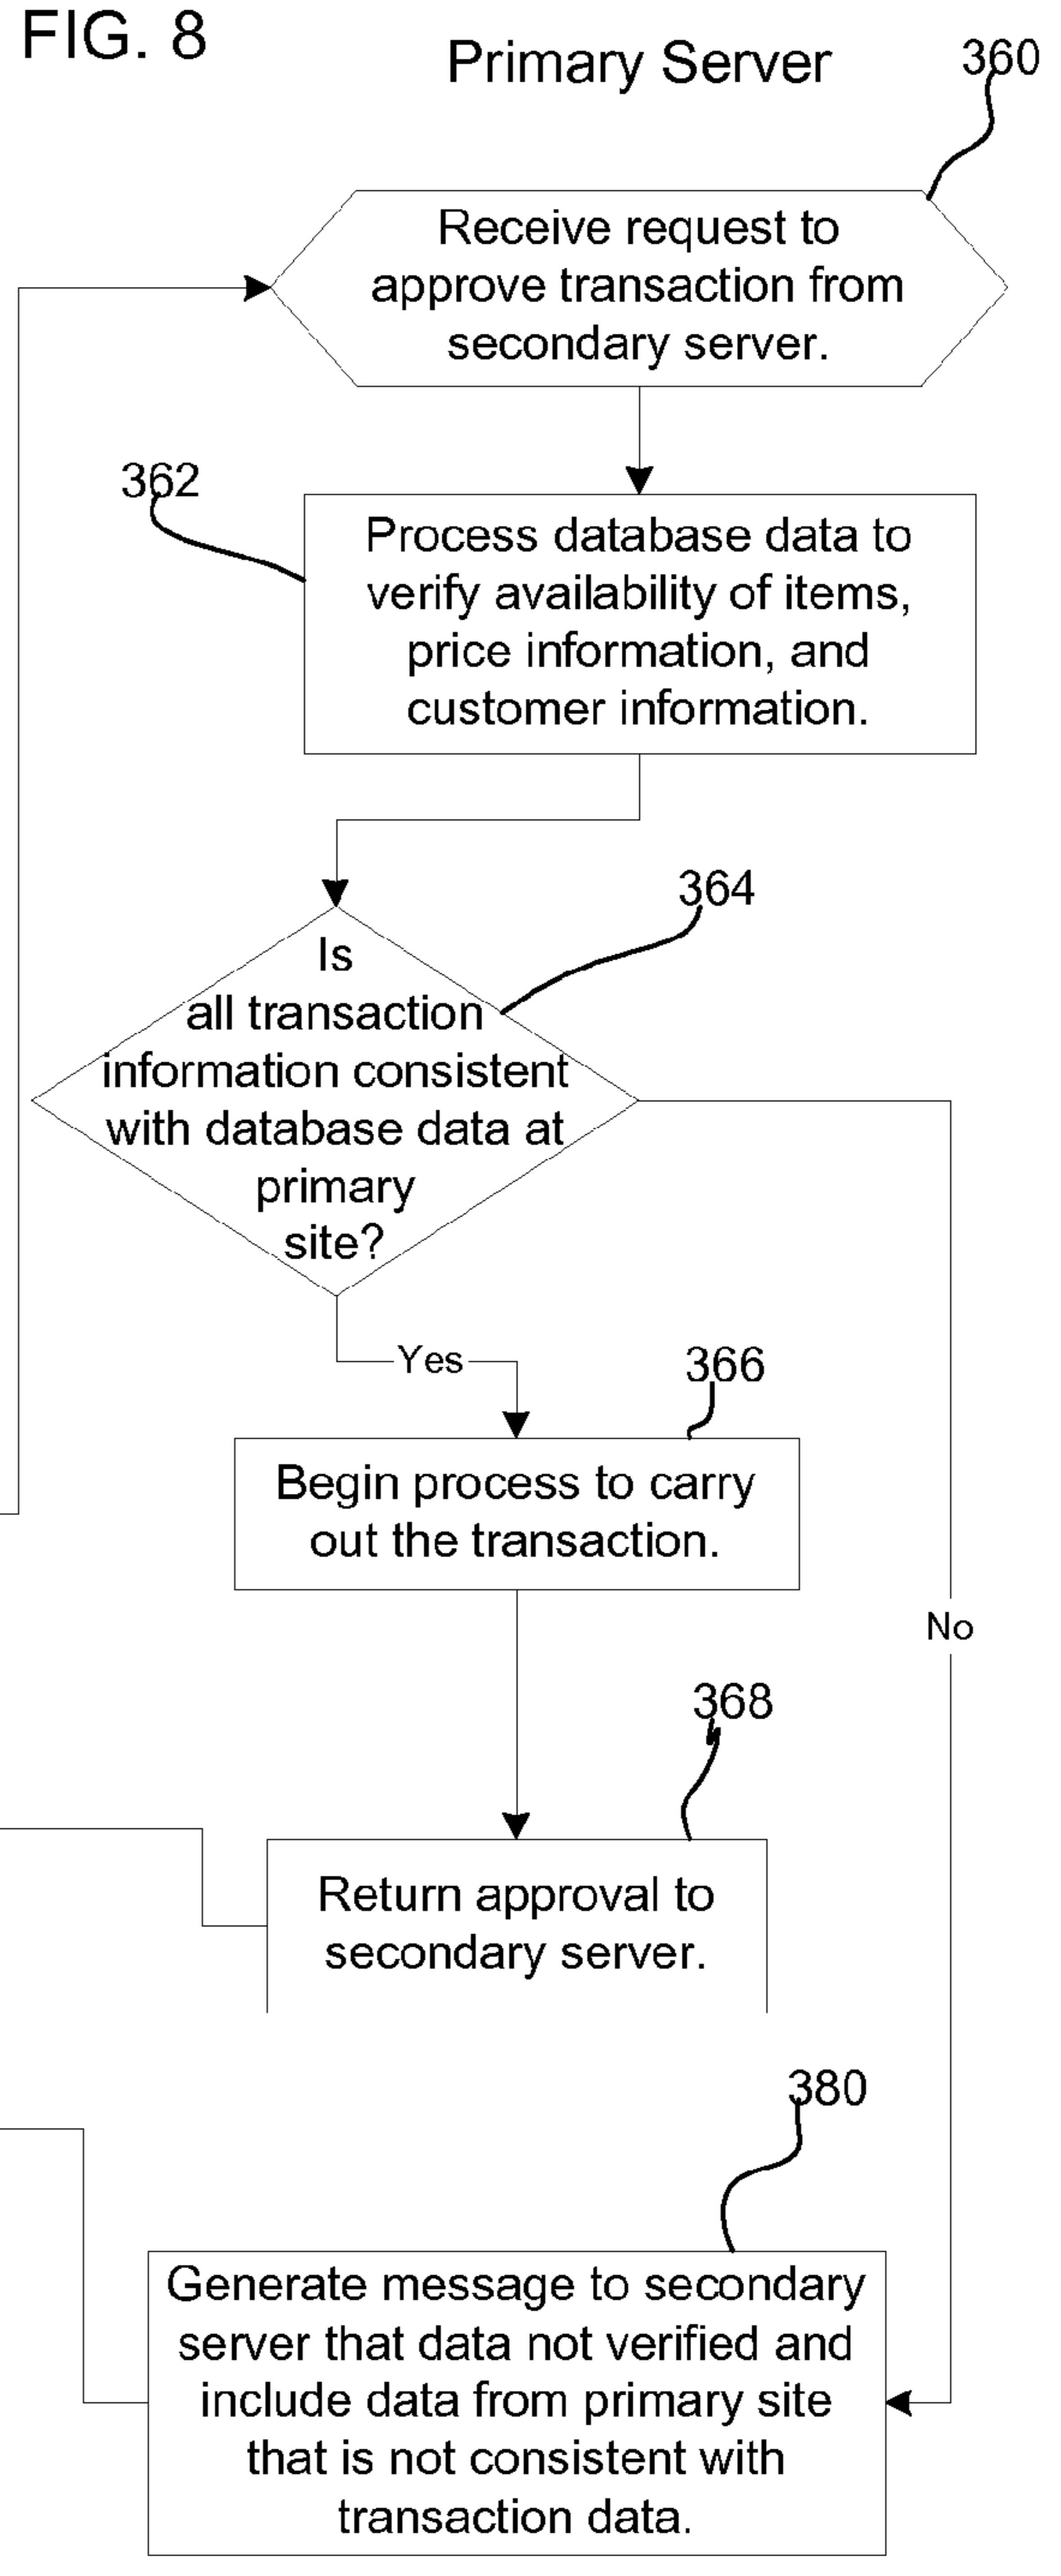 FIG. 8
Primary Server
360
Receive request to
approve transaction from
secondary server.
362
Process database data to
verify availability of items,
price information, and
customer information.
364
Is
all transaction
information consistent
with database data at
primary
site?
Yes
366
Begin process to carry
out the transaction.
No
368
Return approval to
secondary server.
380
Generate message to secondary
server that data not verified and
include data from primary site
that is not consistent with
transaction data.